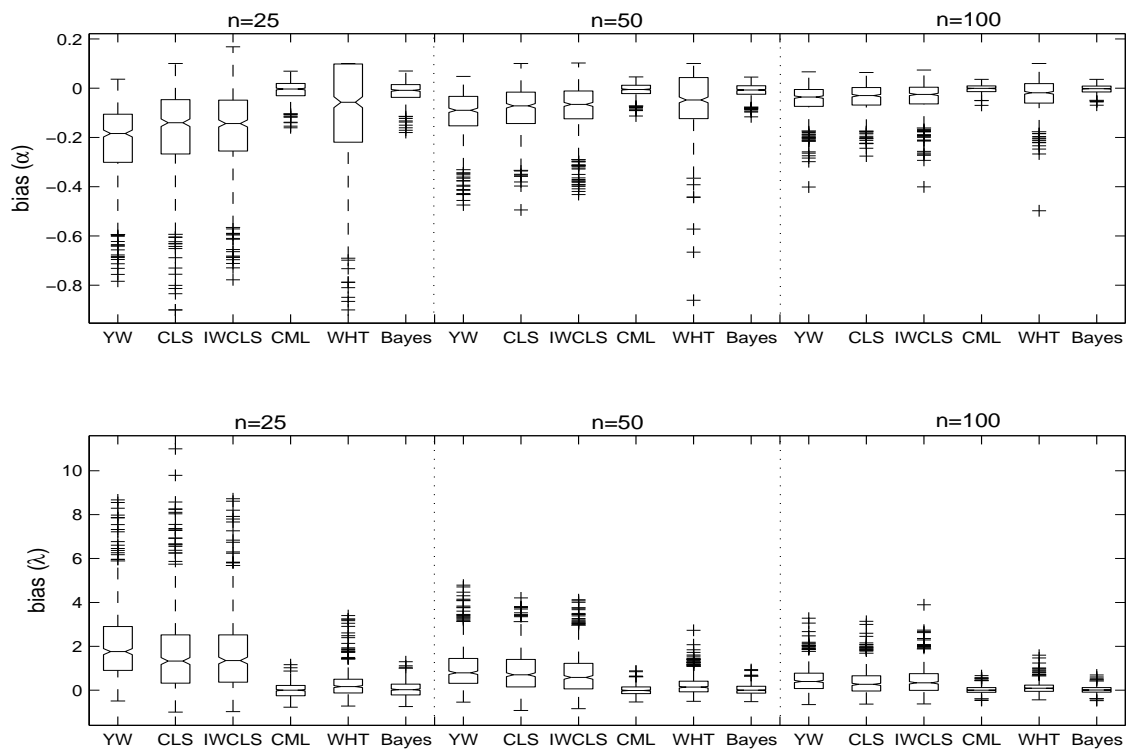 n=25 n=50 n=100
0.2
0
−0.2
−0.4
−0.6
−0.8
bias (α)
YW CLS IWCLS CML WHT Bayes YW CLS IWCLS CML WHT Bayes YW CLS IWCLS CML WHT Bayes
n=25 n=50 n=100
10
8
6
4
2
0
bias (λ)
YW CLS IWCLS CML WHT Bayes YW CLS IWCLS CML WHT Bayes YW CLS IWCLS CML WHT Bayes